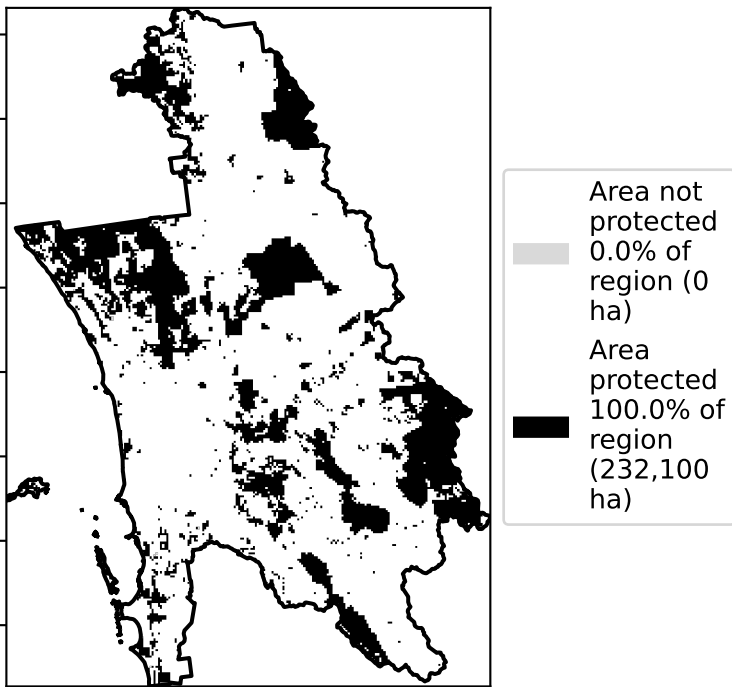 Area not
protected
0.0% of
region (0
ha)
Area
protected
100.0% of
region
(232,100
ha)